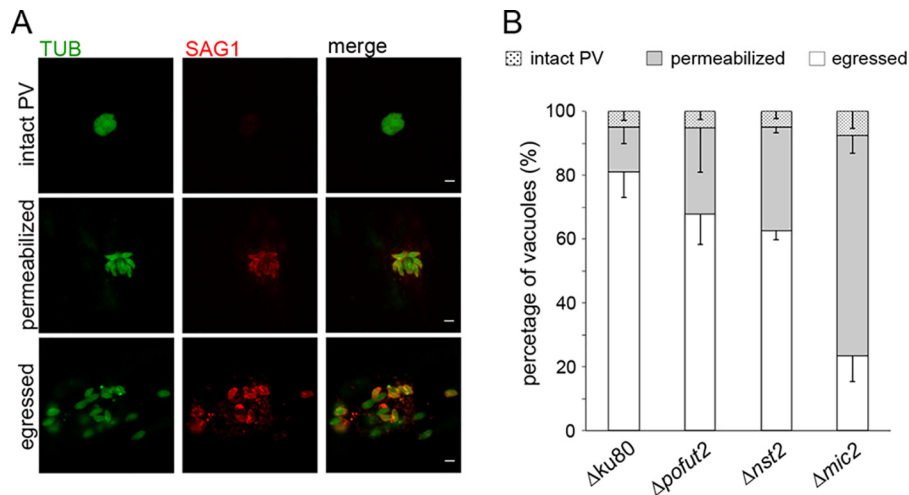 A
TUB SAG1 merge
intact PV
permeabilized
egressed
B
intact PV permeabilized egressed
percetage of vacuoles (%)
100
80
60
40
20
0
Δku80 Δpofut2 Δnst2 Δmic2